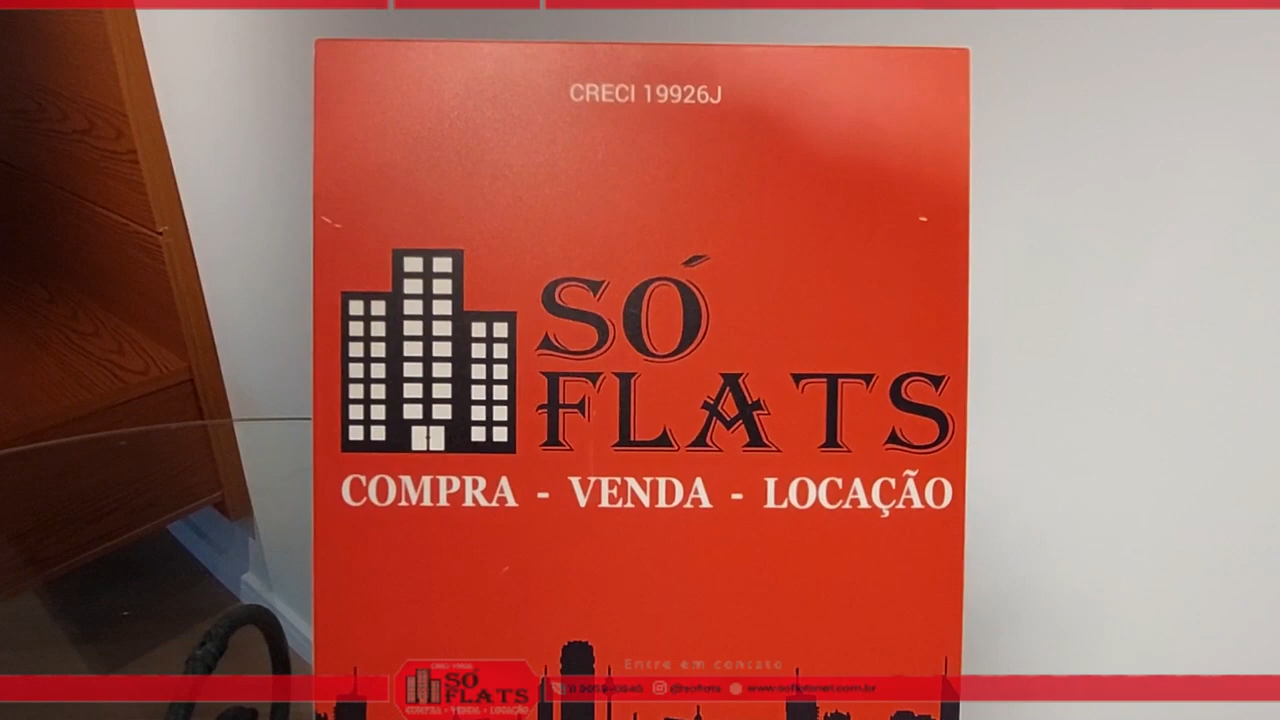 CRECI 19926J
SÓ
FLATS
COMPRA - VENDA - LOCAÇÃO
Entre em contato
SÓ
FLATS
COMPRA - VENDA - LOCAÇÃO
@soflats